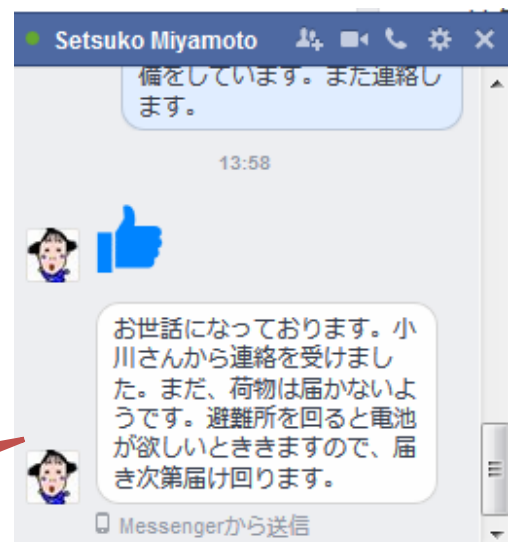 Setsuko Miyamoto
備をしています。また連絡し
ます。
13:58
お世話になっております。小
川さんから連絡を受けまし
た。まだ、荷物は届かないよ
うです。避難所を回ると電池
が欲しいとききますので、届
き次第届け回ります。
Messengerから送信